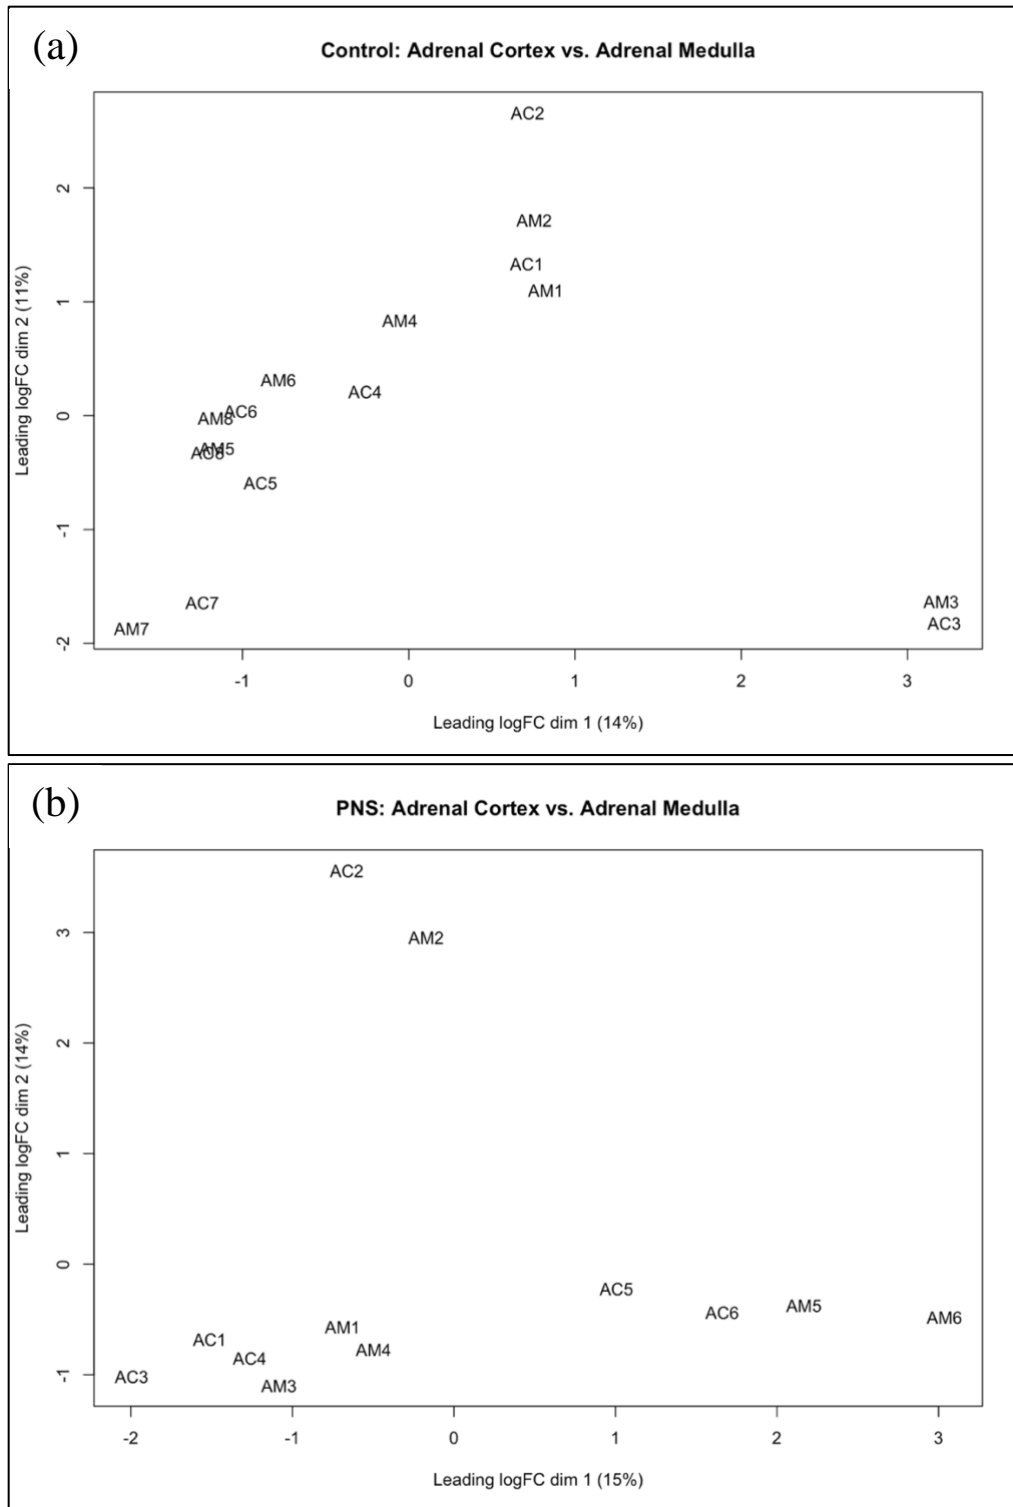 (a)
Control: Adrenal Cortex vs. Adrenal Medulla
AC2
AM2
AC1
AM1
AM4
AM6
AC4
AC6
AM8
AM5
AC8
AC5
AC7
AM7
AM3
AC3
2
1
0
-1
-2
Leading logFC dim 2 (11%)
-1
0
1
2
3
Leading logFC dim 1 (14%)
(b)
PNS: Adrenal Cortex vs. Adrenal Medulla
AC2
AM2
AC5
AC6
AM5
AM6
AC1
AM1
AC4
AM4
AC3
AM3
3
2
1
0
-1
Leading logFC dim 2 (14%)
-2
-1
0
1
2
3
Leading logFC dim 1 (15%)